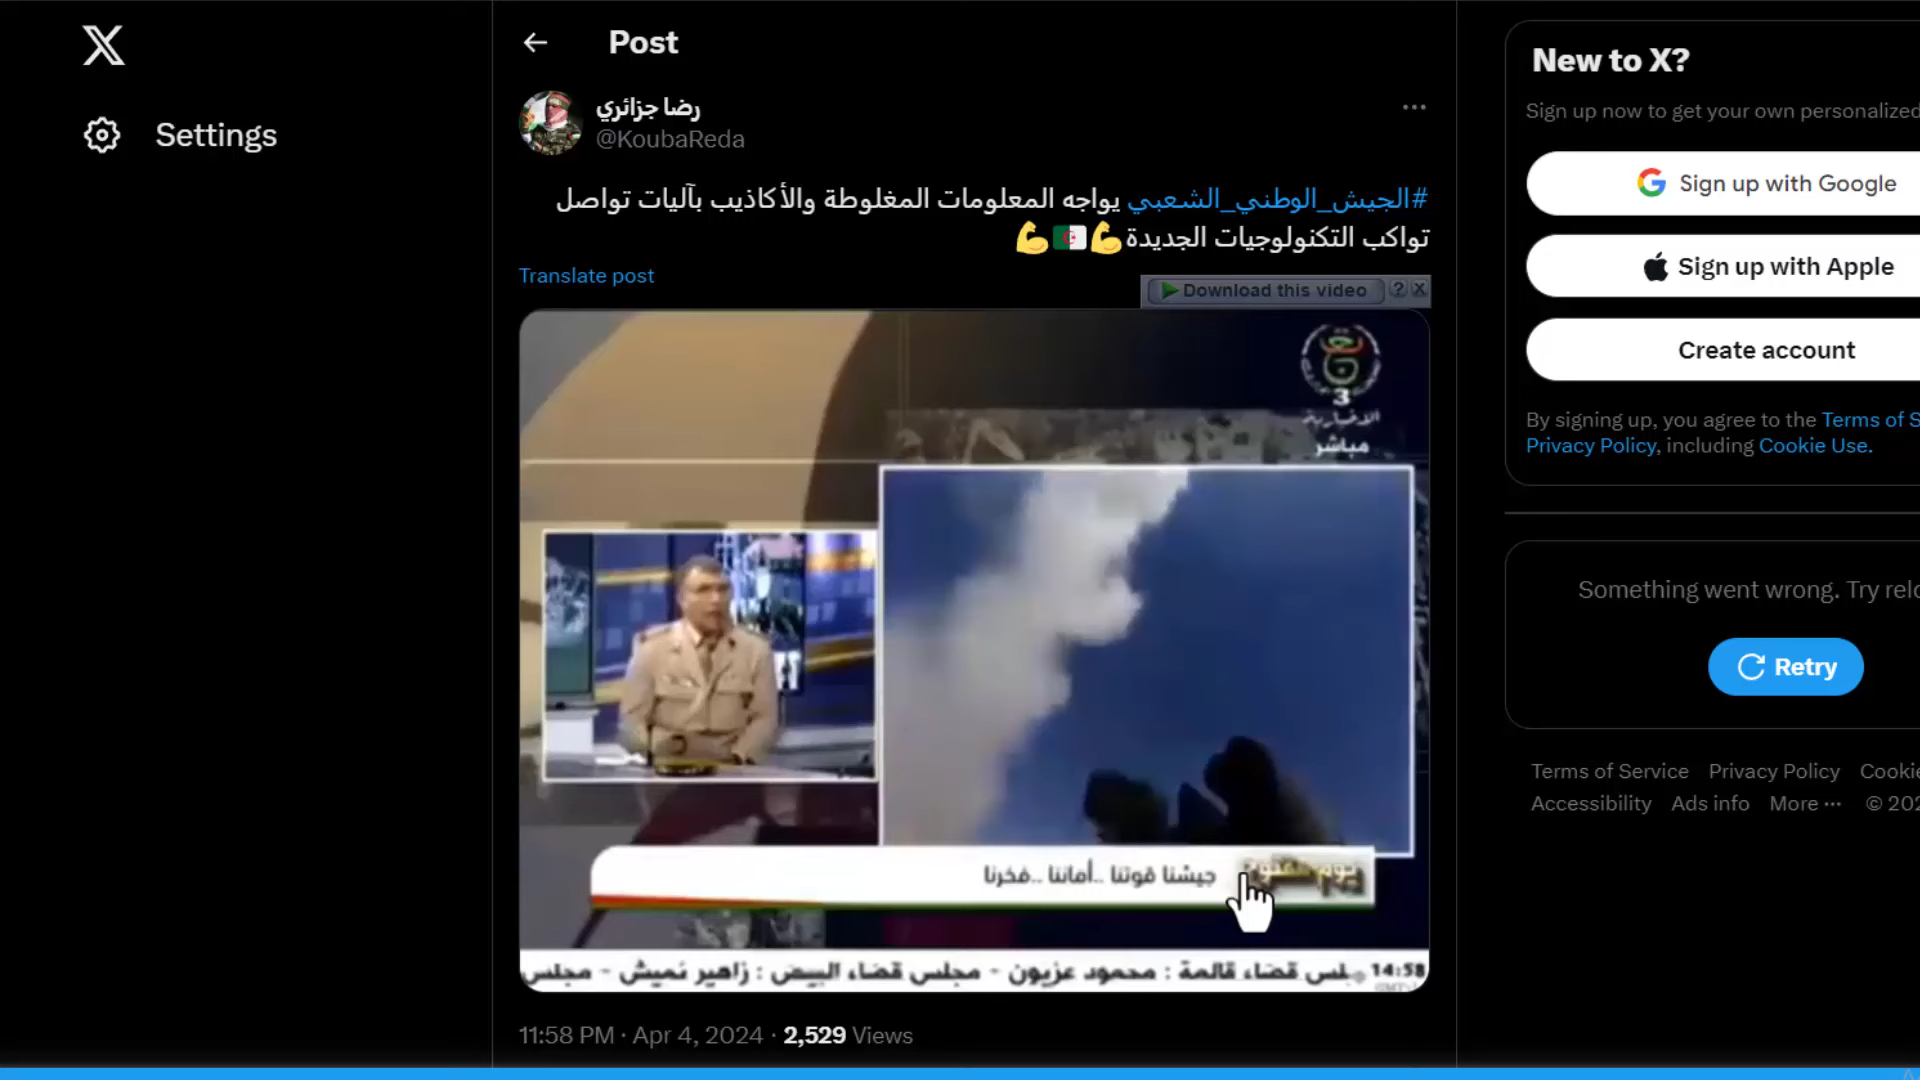 Post
Settings
رضا جزائري
@KoubaReda
#الجيش_الوطني_الشعبي يواجه المعلومات المغلوطة والأكاذيب بآليات تواصل
تواكب التكنولوجيات الجديدة💪🇩🇿💪
Translate post
Download this video ? X
3
الاخبارية
مباشر
جيشنا قوتنا ..أماننا ..فخرنا
يوم مفتوح
لس قضاء قالمة : محمود عزيون - مجلس قضاء البيض : زاهير نميش - مجلس
14:58
11:58 PM · Apr 4, 2024 · 2,529 Views
New to X?
Sign up now to get your own personalized
Sign up with Google
Sign up with Apple
Create account
By signing up, you agree to the Terms of S
Privacy Policy, including Cookie Use.
Something went wrong. Try relo
Retry
Terms of Service Privacy Policy Cookie
Accessibility Ads info More ··· © 202